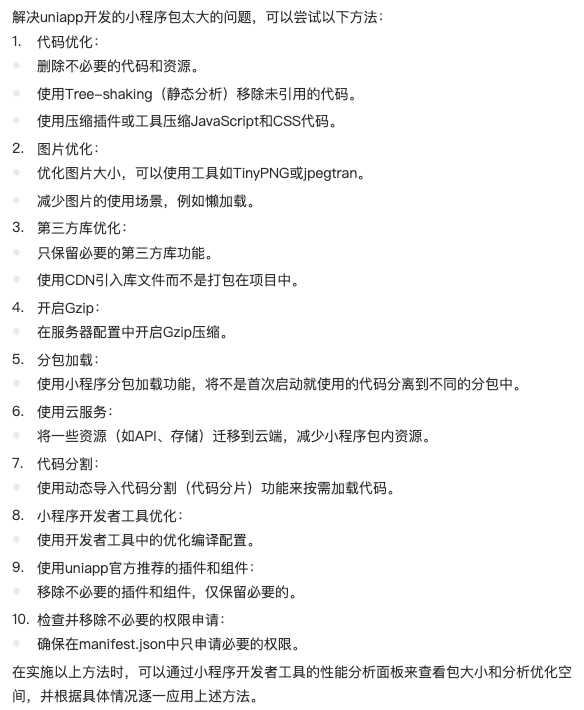 解决uniapp开发的小程序包太大的问题，可以尝试以下方法：
1. 代码优化：
删除不必要的代码和资源。
使用Tree-shaking（静态分析）移除未引用的代码。
使用压缩插件或工具压缩JavaScript和CSS代码。
2. 图片优化：
优化图片大小，可以使用工具如TinyPNG或jpegtran。
减少图片的使用场景，例如懒加载。
3. 第三方库优化：
只保留必要的第三方库功能。
使用CDN引入库文件而不是打包在项目中。
4. 开启Gzip：
在服务器配置中开启Gzip压缩。
5. 分包加载：
使用小程序分包加载功能，将不是首次启动就使用的代码分离到不同的分包中。
6. 使用云服务：
将一些资源（如API、存储）迁移到云端，减少小程序包内资源。
7. 代码分割：
使用动态导入代码分割（代码分片）功能来按需加载代码。
8. 小程序开发者工具优化：
使用开发者工具中的优化编译配置。
9. 使用uniapp官方推荐的插件和组件：
移除不必要的插件和组件，仅保留必要的。
10. 检查并移除不必要的权限申请：
确保在manifest.json中只申请必要的权限。
在实施以上方法时，可以通过小程序开发者工具的性能分析面板来查看包大小和分析优化空
间，并根据具体情况逐一应用上述方法。